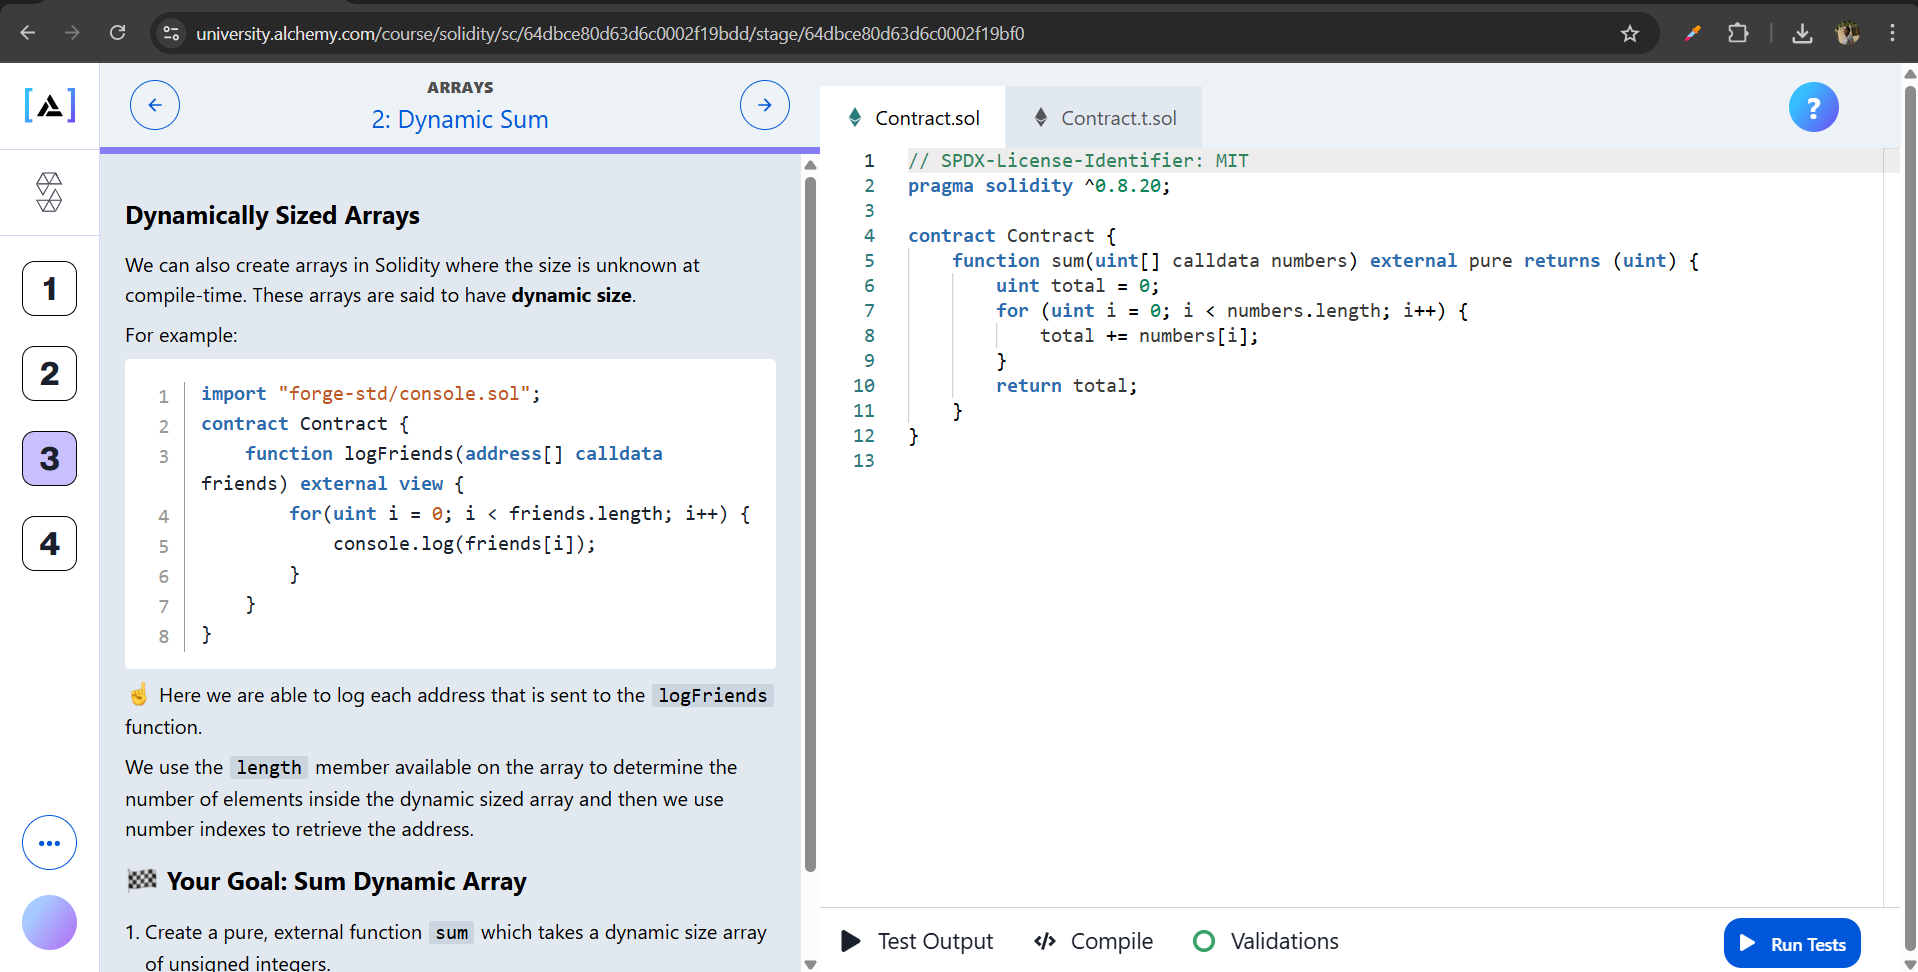 university.alchemy.com/course/solidity/sc/64dbce80d63d6c0002f19bdd/stage/64dbce80d63d6c0002f19bf0
ARRAYS
2: Dynamic Sum
1
2
3
4
Dynamically Sized Arrays
We can also create arrays in Solidity where the size is unknown at
compile-time. These arrays are said to have dynamic size.
For example:
1 import "forge-std/console.sol";
2 contract Contract {
3     function logFriends(address[] calldata
friends) external view {
4         for(uint i = 0; i < friends.length; i++) {
5             console.log(friends[i]);
6         }
7     }
8 }
☝️ Here we are able to log each address that is sent to the logFriends
function.
We use the length member available on the array to determine the
number of elements inside the dynamic sized array and then we use
number indexes to retrieve the address.
🏁 Your Goal: Sum Dynamic Array
1. Create a pure, external function sum which takes a dynamic size array
of unsigned integers.
Contract.sol
Contract.t.sol
?
1 // SPDX-License-Identifier: MIT
2 pragma solidity ^0.8.20;
3
4 contract Contract {
5     function sum(uint[] calldata numbers) external pure returns (uint) {
6         uint total = 0;
7         for (uint i = 0; i < numbers.length; i++) {
8             total += numbers[i];
9         }
10         return total;
11     }
12 }
13
Test Output
</> Compile
Validations
Run Tests